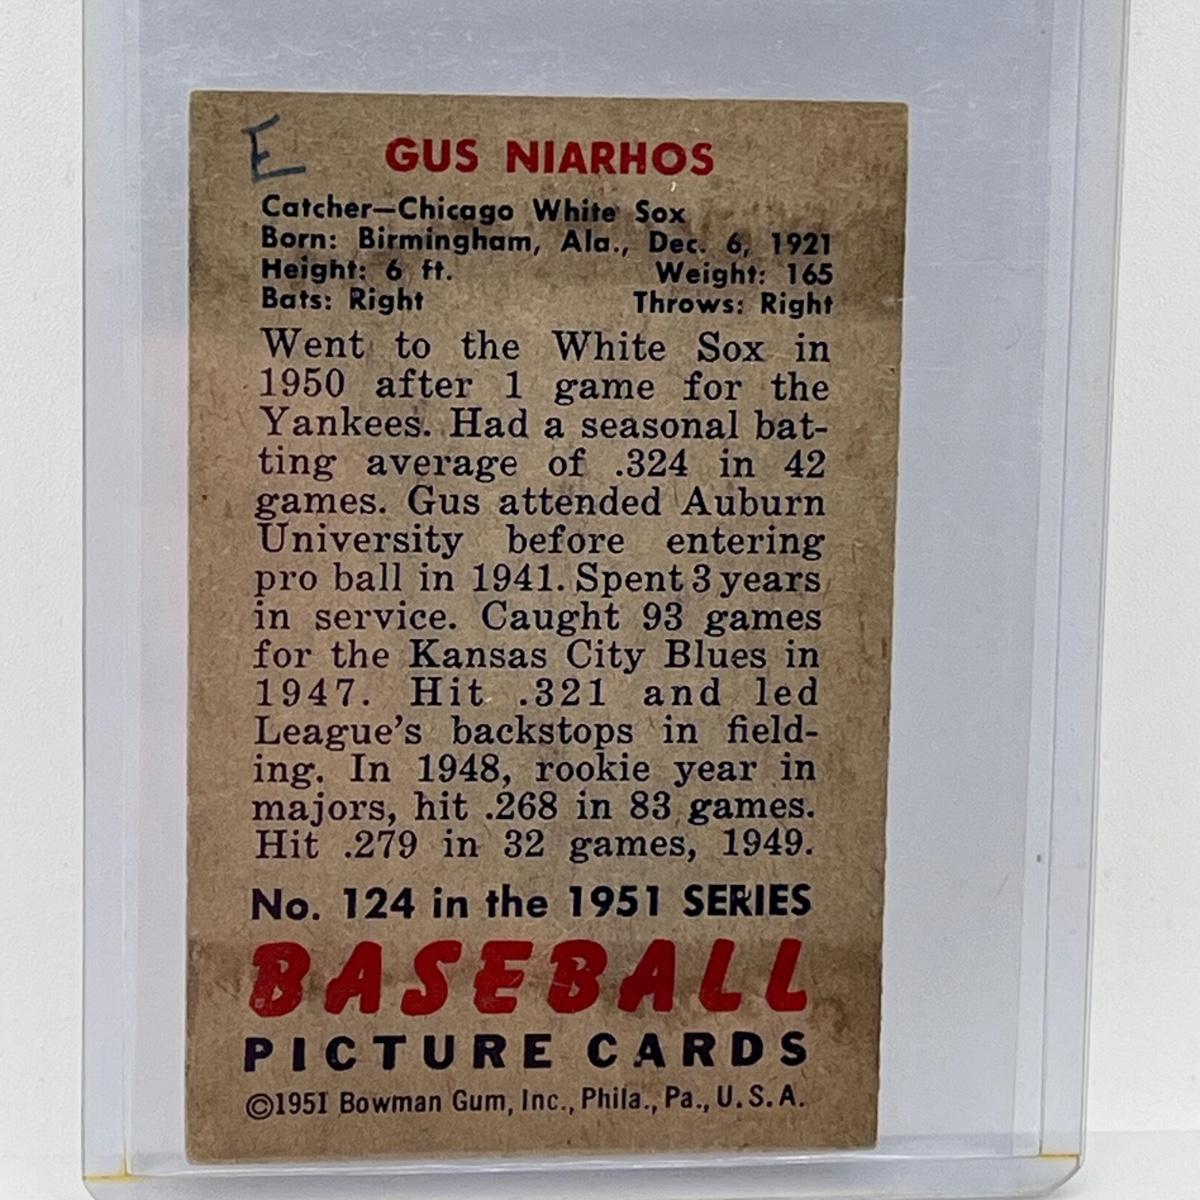 E
GUS NIARHOS
Catcher—Chicago White Sox
Born: Birmingham, Ala., Dec. 6, 1921
Height: 6 ft. Weight: 165
Bats: Right Throws: Right
Went to the White Sox in
1950 after 1 game for the
Yankees. Had a seasonal bat-
ting average of .324 in 42
games. Gus attended Auburn
University before entering
pro ball in 1941. Spent 3 years
in service. Caught 93 games
for the Kansas City Blues in
1947. Hit .321 and led
League's backstops in field-
ing. In 1948, rookie year in
majors, hit .268 in 83 games.
Hit .279 in 32 games, 1949.
No. 124 in the 1951 SERIES
BASEBALL
PICTURE CARDS
©1951 Bowman Gum, Inc., Phila., Pa., U.S.A.